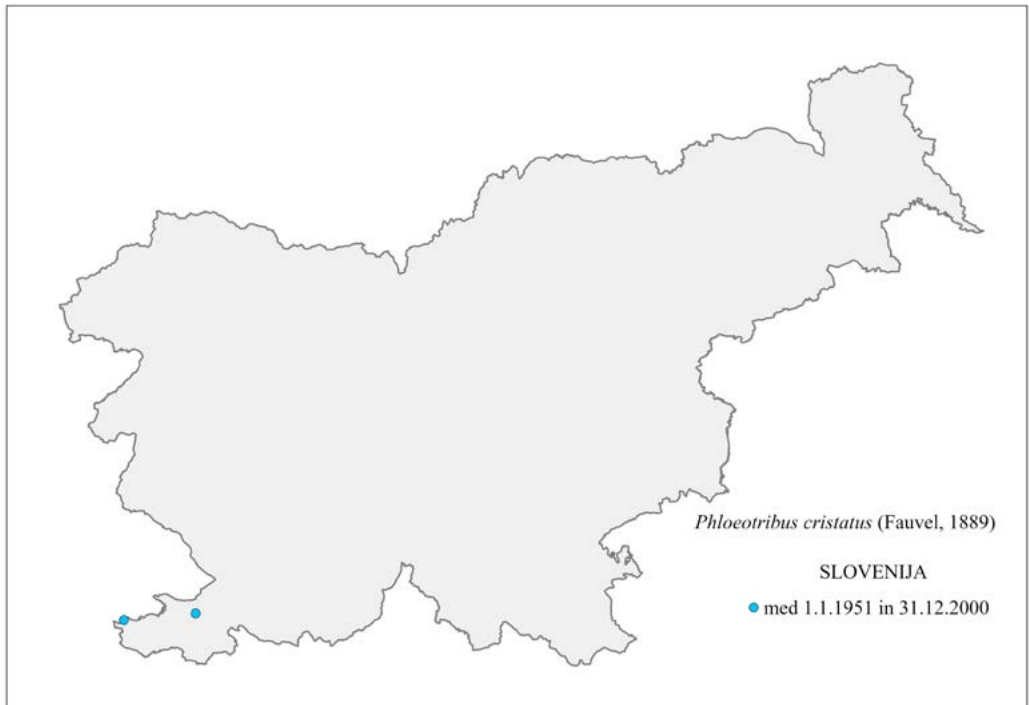 Phloeotribus cristatus (Fauvel, 1889)
SLOVENIJA
med 1.1.1951 in 31.12.2000